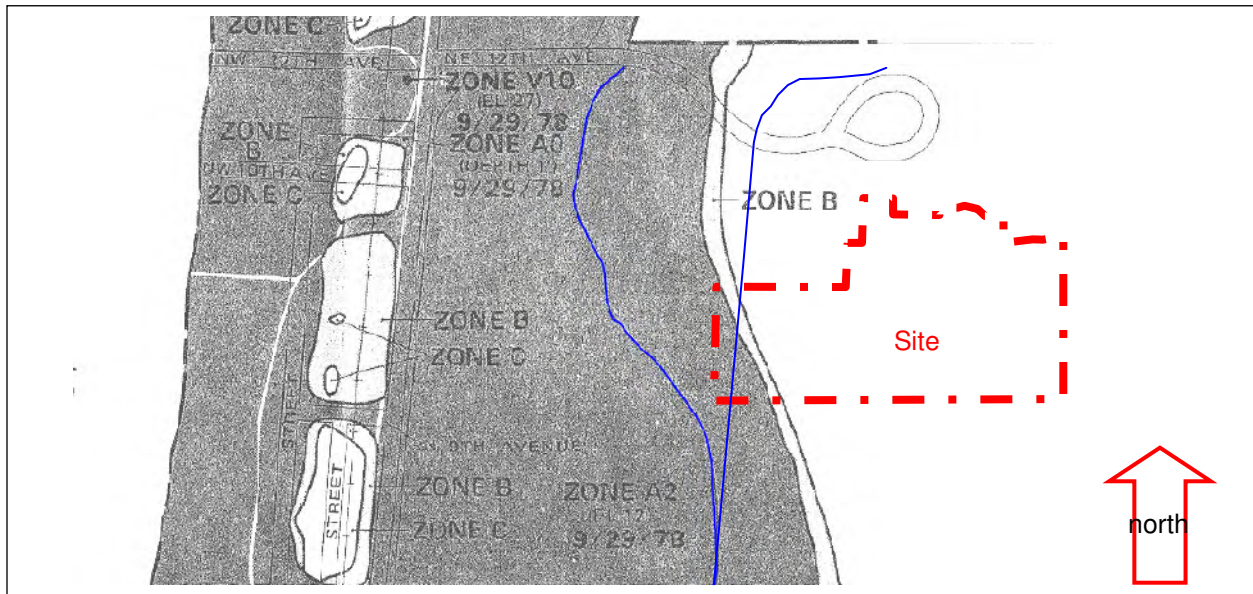 ZONE C
NW 12TH AVE
NE 12TH AVE
ZONE V10
(EL 27)
9/29/78
ZONE
B
ZONE A0
(DEPTH 1')
9/29/78
NW 10TH AVE
ZONE C
ZONE B
ZONE B
ZONE C
Site
STREET
9TH AVENUE
ZONE B
ZONE A2
(EL 12)
9/29/78
ZONE C
STREET
north